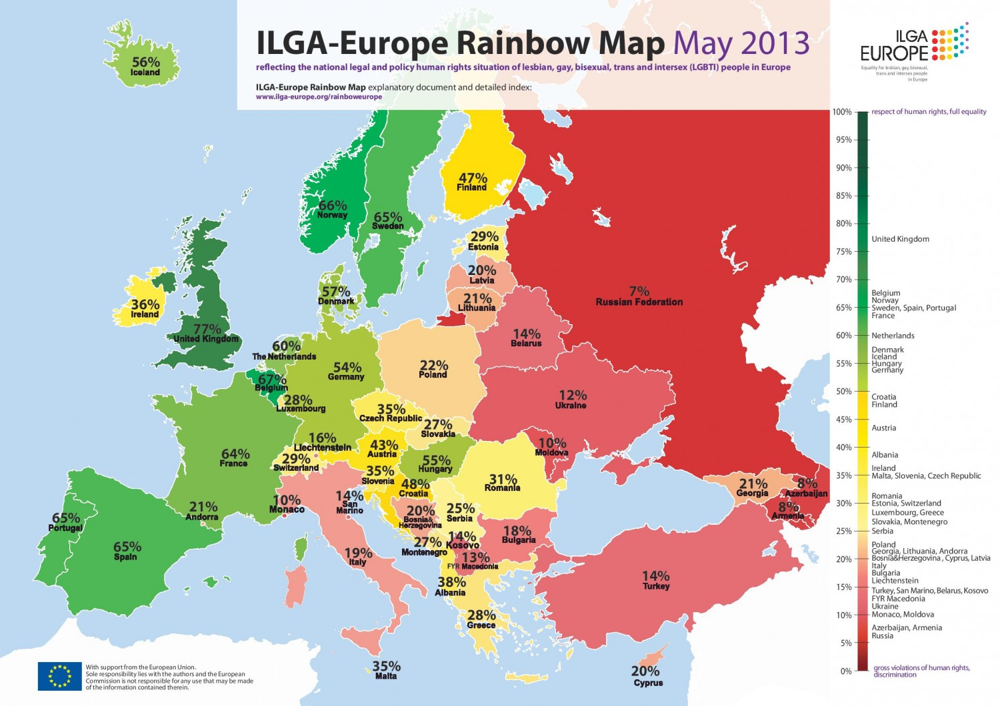 ILGA-Europe Rainbow Map May 2013
reflecting the national legal and policy human rights situation of lesbian, gay, bisexual, trans and intersex (LGBTI) people in Europe
ILGA-Europe Rainbow Map explanatory document and detailed index:
www.ilga-europe.org/rainboweurope
ILGA
EUROPE
Equality for lesbian, gay, bisexual,
trans and intersex people
in Europe
56%
Iceland
47%
Finland
66%
Norway
65%
Sweden
29%
Estonia
20%
Latvia
21%
Lithuania
7%
Russian Federation
57%
Denmark
36%
Ireland
77%
United Kingdom
14%
Belarus
60%
The Netherlands
54%
Germany
22%
Poland
67%
Belgium
28%
Luxembourg
12%
Ukraine
35%
Czech Republic
27%
Slovakia
16%
Liechtenstein
43%
Austria
10%
Moldova
64%
France
29%
Switzerland
55%
Hungary
35%
Slovenia
48%
Croatia
31%
Romania
21%
Georgia
8%
Azerbaijan
8%
Armenia
10%
Monaco
14%
San
Marino
21%
Andorra
20%
Bosnia&
Herzegovina
25%
Serbia
65%
Portugal
65%
Spain
27%
Montenegro
14%
Kosovo
18%
Bulgaria
19%
Italy
13%
FYR Macedonia
38%
Albania
14%
Turkey
28%
Greece
35%
Malta
20%
Cyprus
100%
respect of human rights, full equality
95%
90%
85%
80%
United Kingdom
75%
70%
Belgium
Norway
65%
Sweden, Spain, Portugal
France
60%
Netherlands
Denmark
Iceland
55%
Hungary
Germany
50%
Croatia
Finland
45%
Austria
40%
Albania
Ireland
35%
Malta, Slovenia, Czech Republic
Romania
30%
Estonia, Switzerland
Luxembourg, Greece
Slovakia, Montenegro
25%
Serbia
Poland
Georgia, Lithuania, Andorra
20%
Bosnia&Herzegovina , Cyprus, Latvia
Italy
Bulgaria
Liechtenstein
15%
Turkey, San Marino, Belarus, Kosovo
FYR Macedonia
Ukraine
10%
Monaco, Moldova
Azerbaijan, Armenia
Russia
5%
0%
gross violations of human rights,
discrimination
With support from the European Union.
Sole responsibility lies with the authors and the European
Commission is not responsible for any use that may be made
of the information contained therein.